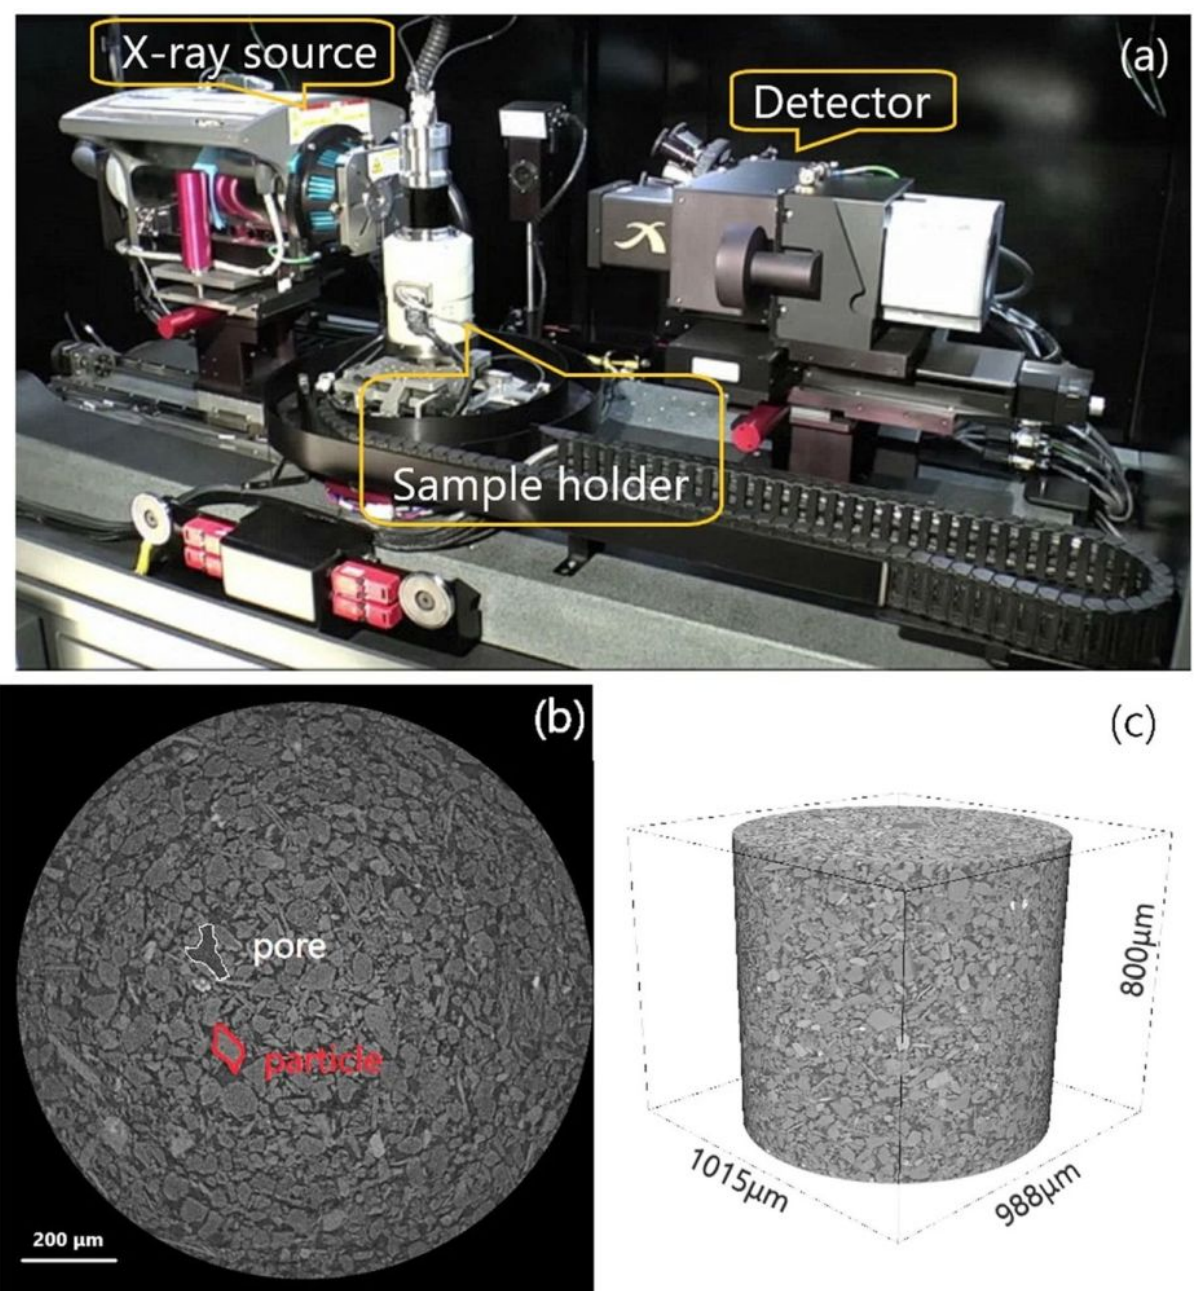 X-ray source
(a)
Detector
Sample holder
(b)
pore
particle
200 μm
(c)
800μm
1015μm
988μm